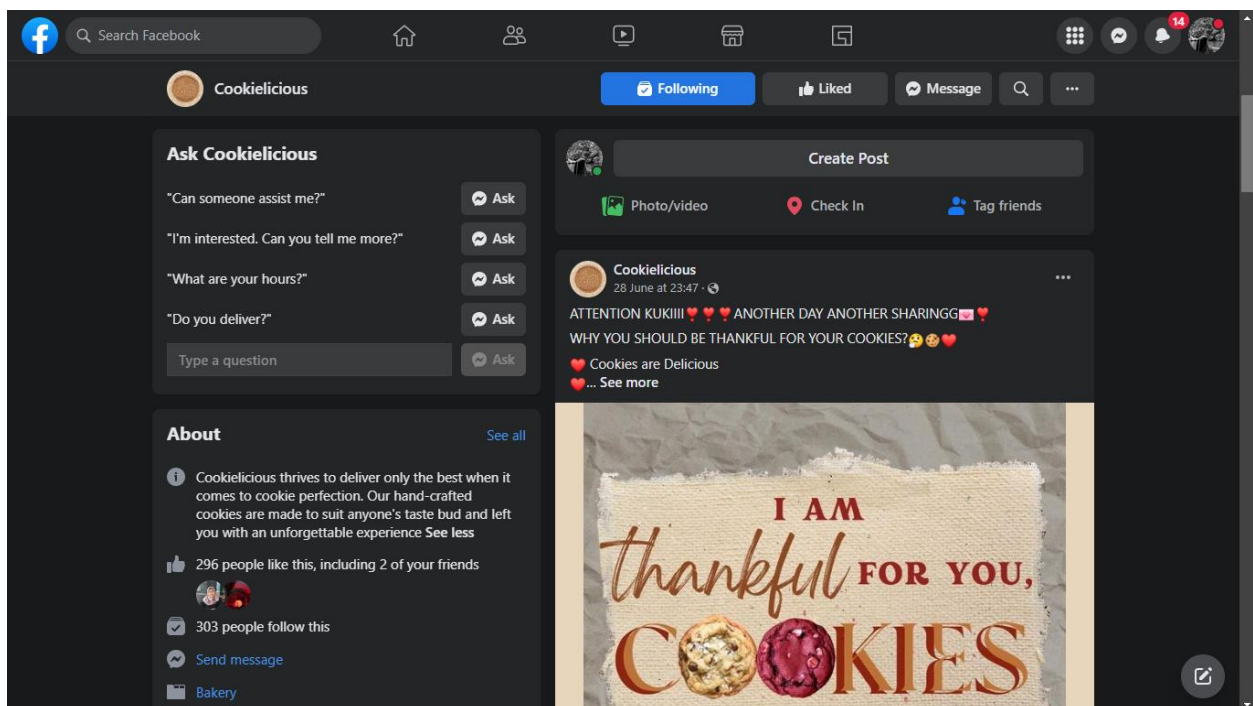 Search Facebook
14
Cookielicious
Following
Liked
Message
Ask Cookielicious
"Can someone assist me?"
Ask
"I'm interested. Can you tell me more?"
Ask
"What are your hours?"
Ask
"Do you deliver?"
Ask
Type a question
Ask
About
See all
Cookielicious thrives to deliver only the best when it
comes to cookie perfection. Our hand-crafted
cookies are made to suit anyone's taste bud and left
you with an unforgettable experience See less
296 people like this, including 2 of your friends
303 people follow this
Send message
Bakery
Create Post
Photo/video
Check In
Tag friends
Cookielicious
28 June at 23:47 ·
ATTENTION KUKIIII❣️❣️❣️ANOTHER DAY ANOTHER SHARINGG💌❣️
WHY YOU SHOULD BE THANKFUL FOR YOUR COOKIES?🤔🍪❤️
❤️ Cookies are Delicious
❤️... See more
I AM
thankful FOR YOU,
COOKIES